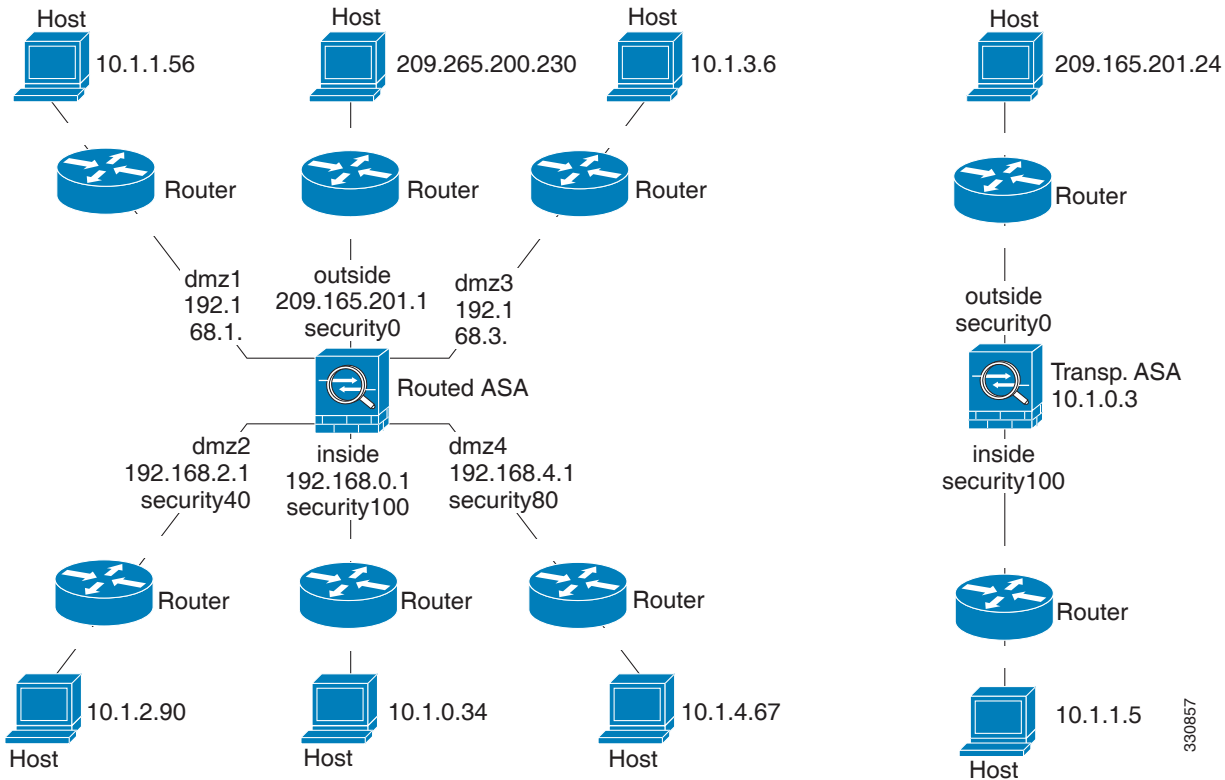 Host
Host
Host
Host
10.1.1.56
209.265.200.230
10.1.3.6
209.165.201.24
Router
Router
Router
Router
dmz1
192.1
68.1.
outside
209.165.201.1
security0
dmz3
192.1
68.3.
outside
security0
Routed ASA
Transp. ASA
10.1.0.3
dmz2
192.168.2.1
security40
inside
192.168.0.1
security100
dmz4
192.168.4.1
security80
inside
security100
Router
Router
Router
Router
10.1.2.90
10.1.0.34
10.1.4.67
10.1.1.5
Host
Host
Host
Host
330857